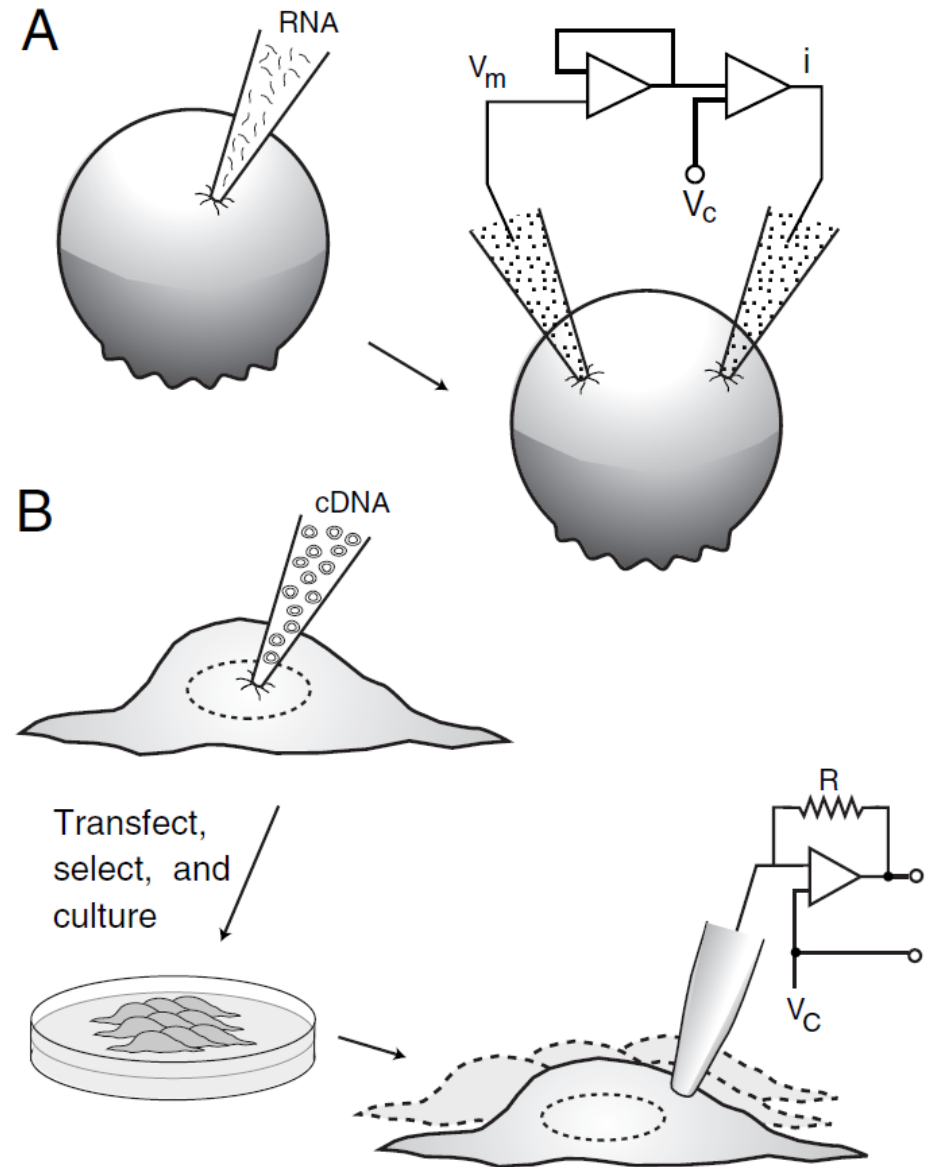 A
RNA
V_m
i
V_c
B
cDNA
Transfect,
select, and
culture
R
V_C